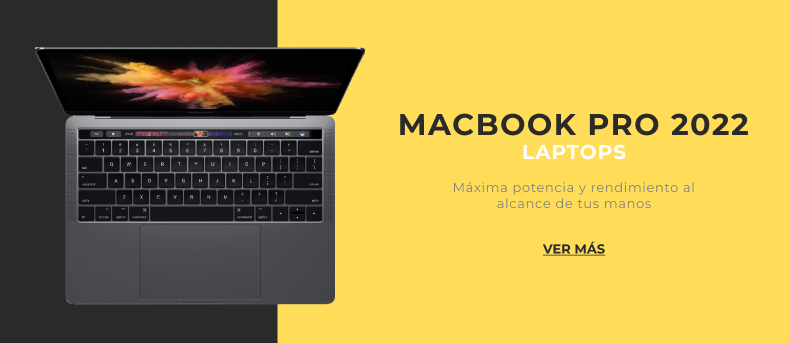 MACBOOK PRO 2022
LAPTOPS
Máxima potencia y rendimiento al
alcance de tus manos
VER MÁS